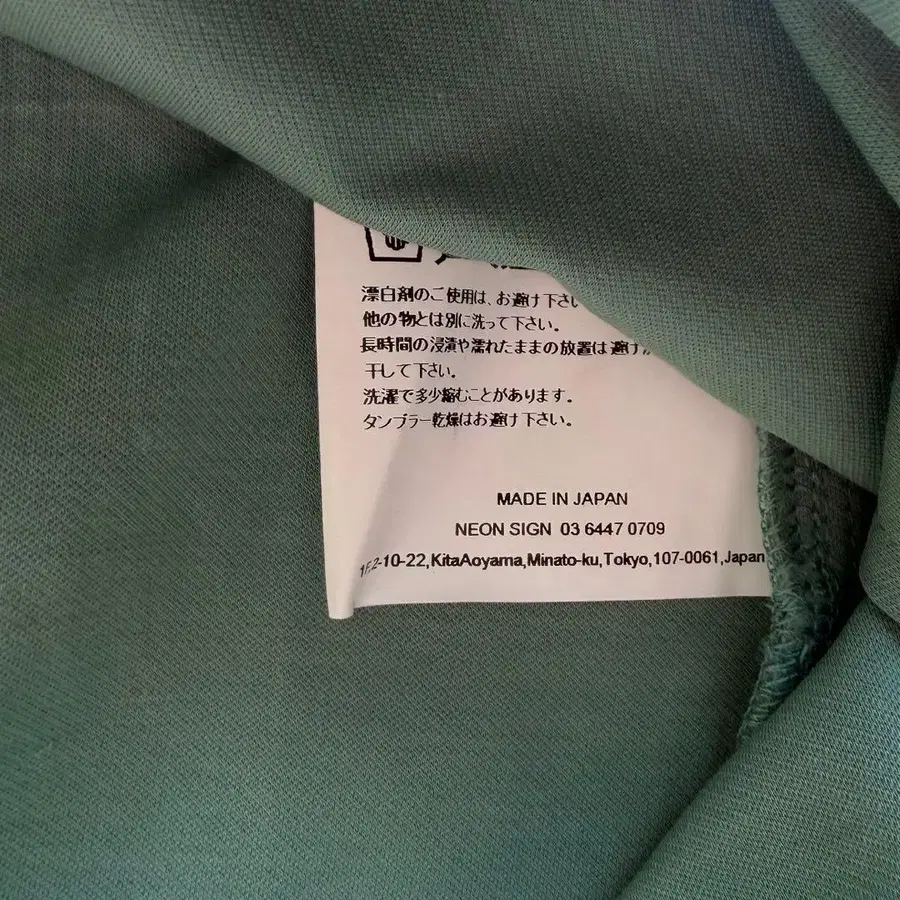 漂白剤のご使用は、お避け下さい
他の物とは別に洗って下さい。
長時間の浸漬や濡れたままの放置は避け
干して下さい。
洗濯で多少縮むことがあります。
タンブラー乾燥はお避け下さい。
MADE IN JAPAN
NEON SIGN 03 6447 0709
1F,2-10-22,KitaAoyama,Minato-ku,Tokyo,107-0061,Japan